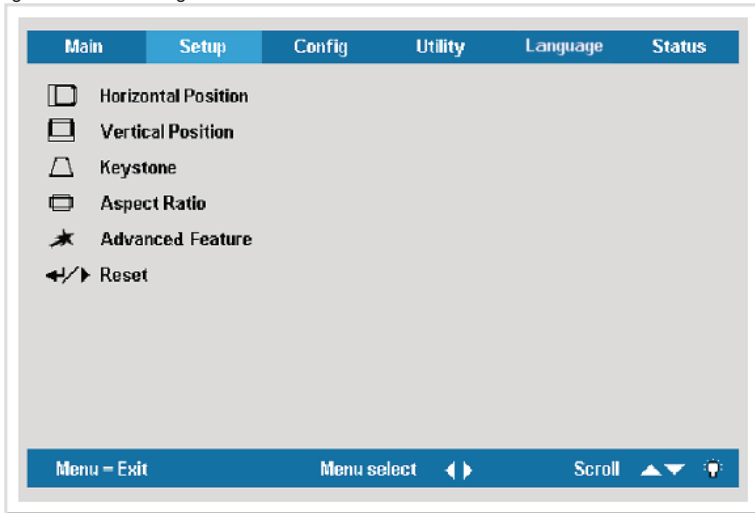 Main Setup Config Utility Language Status
Horizontal Position
Vertical Position
Keystone
Aspect Ratio
Advanced Feature
Reset
Menu = Exit Menu select Scroll